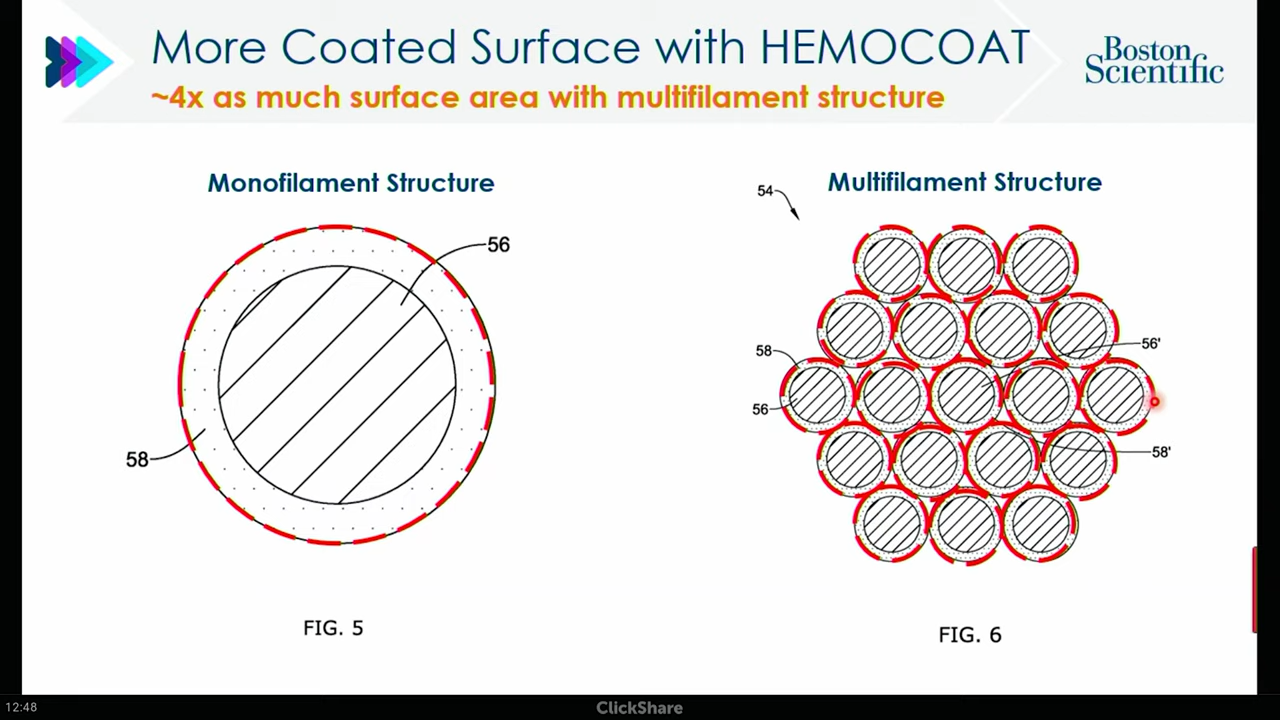 More Coated Surface with HEMOCOAT
~4x as much surface area with multifilament structure
Boston
Scientific
Monofilament Structure
56
58
FIG. 5
Multifilament Structure
54
56'
58
56
58'
FIG. 6
12:48
ClickShare